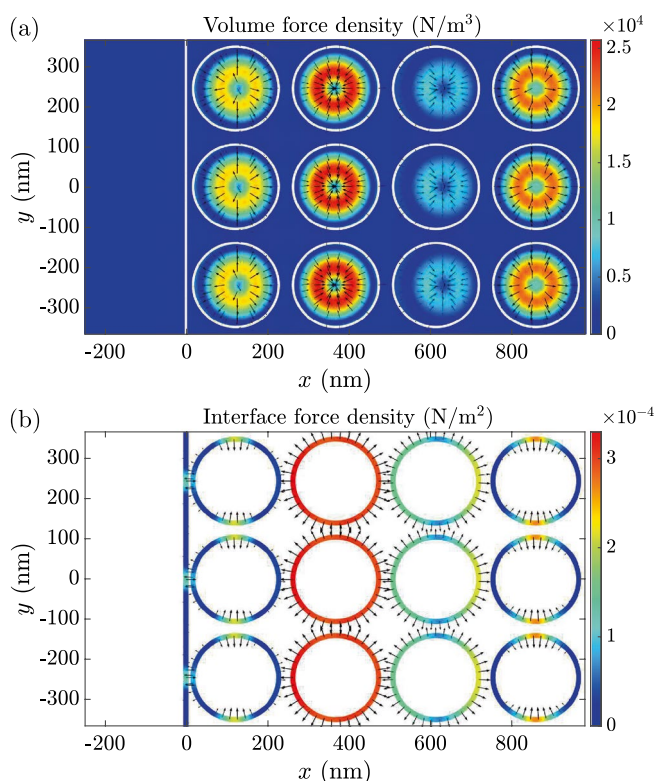 (a)
Volume force density (N/m³)
×10⁴
300
200
100
0
-100
-200
-300
y (nm)
2.5
2
1.5
1
0.5
0
-200 0 200 400 600 800
x (nm)
(b)
Interface force density (N/m²)
×10⁻⁴
300
200
100
0
-100
-200
-300
y (nm)
3
2
1
0
-200 0 200 400 600 800
x (nm)